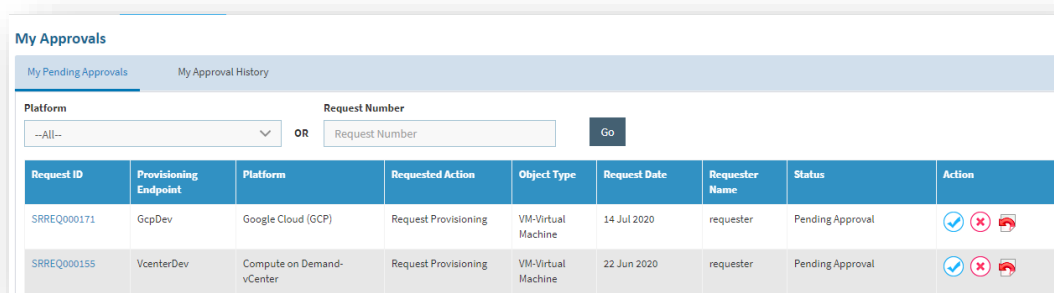 My Approvals
My Pending Approvals My Approval History
Platform Request Number
--All-- OR Request Number Go
Request ID Provisioning Endpoint Platform Requested Action Object Type Request Date Requester Name Status Action
SRREQ000171 GcpDev Google Cloud (GCP) Request Provisioning VM-Virtual Machine 14 Jul 2020 requester Pending Approval
SRREQ000155 VcenterDev Compute on Demand-vCenter Request Provisioning VM-Virtual Machine 22 Jun 2020 requester Pending Approval